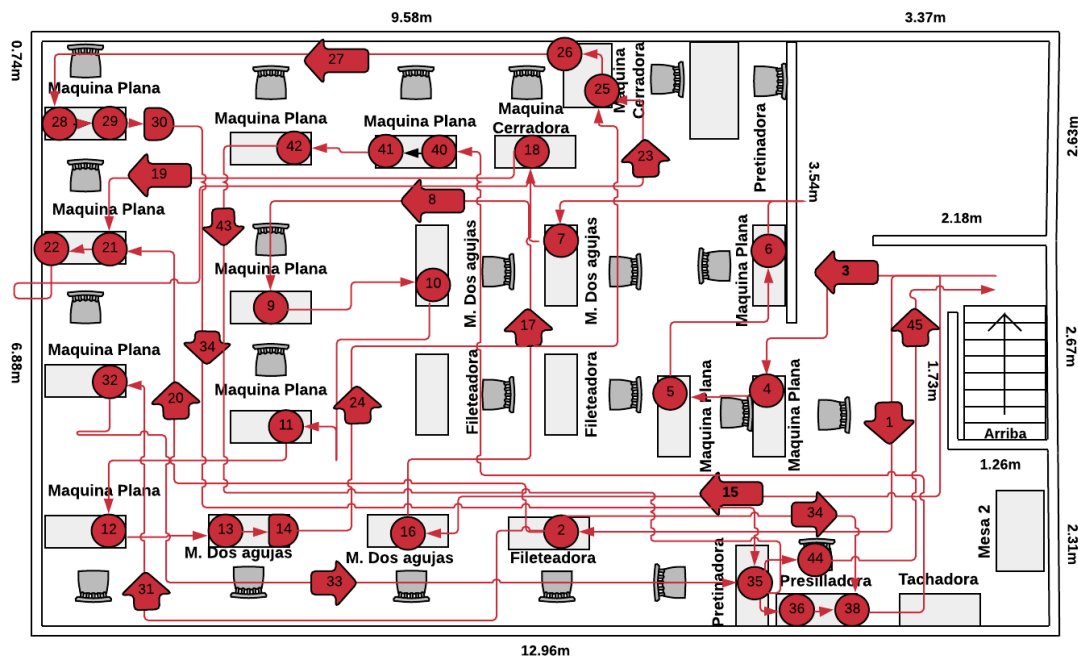 9.58m
3.37m
0.74m
27
26
25
Maquina
Cerradora
Maquina Plana
28
29
30
Maquina Plana
42
Maquina Plana
41
40
Maquina
Cerradora
18
23
Pretinadora
2.63m
19
3.54m
8
Maquina Plana
22
21
43
7
M. Dos agujas
6
Maquina Plana
2.18m
3
Maquina Plana
9
10
M. Dos agujas
17
45
34
6.88m
Maquina Plana
32
20
24
Maquina Plana
11
Fileteadora
Fileteadora
5
Maquina Plana
4
Maquina Plana
1
1.73m
2.67m
Arriba
1.26m
Maquina Plana
12
13
14
M. Dos agujas
16
M. Dos agujas
2
Fileteadora
15
34
44
Mesa 2
2.31m
31
33
Pretinadora
35
Presilladora
36
38
Tachadora
12.96m